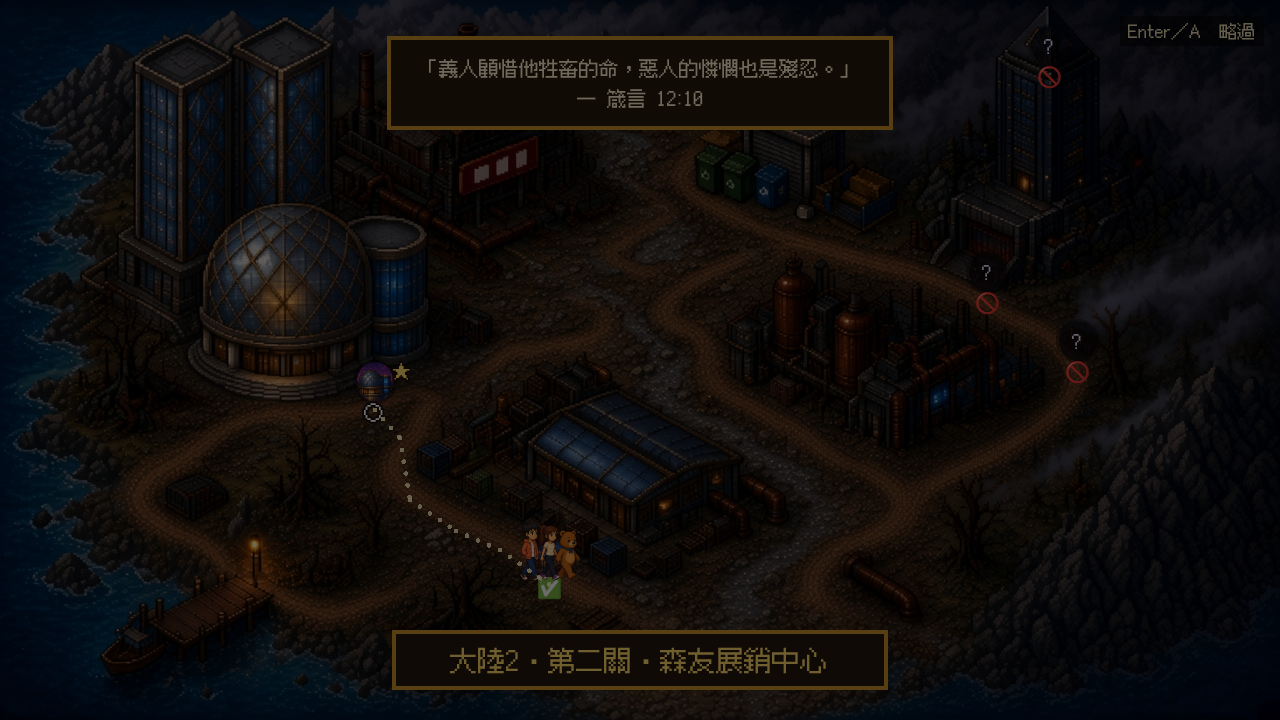 Enter／A 略過
「義人顧惜他牲畜的命，惡人的憐憫也是殘忍。」
— 箴言 12:10
?
?
?
大陸2・第二關・森友展銷中心